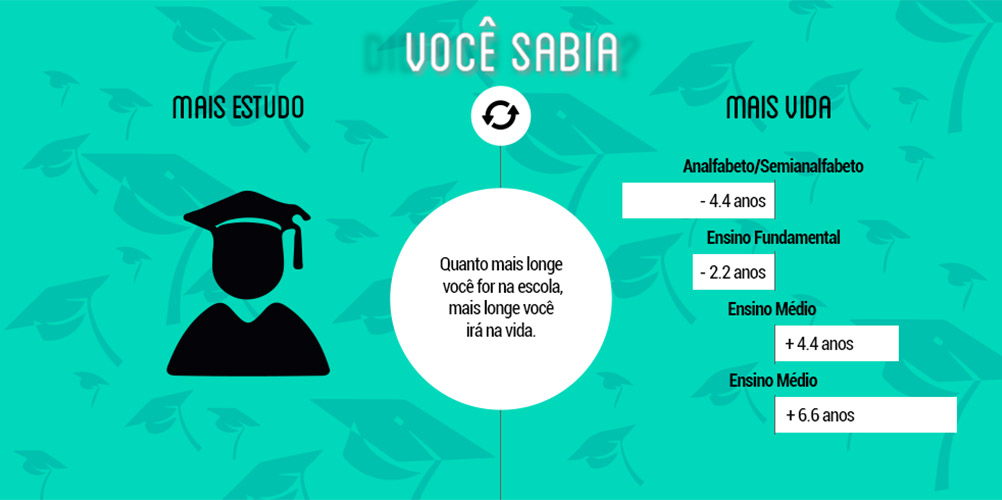 VOCÊ SABIA
MAIS ESTUDO
MAIS VIDA
Quanto mais longe
você for na escola,
mais longe você
irá na vida.
Analfabeto/Semianalfabeto
- 4.4 anos
Ensino Fundamental
- 2.2 anos
Ensino Médio
+ 4.4 anos
Ensino Médio
+ 6.6 anos